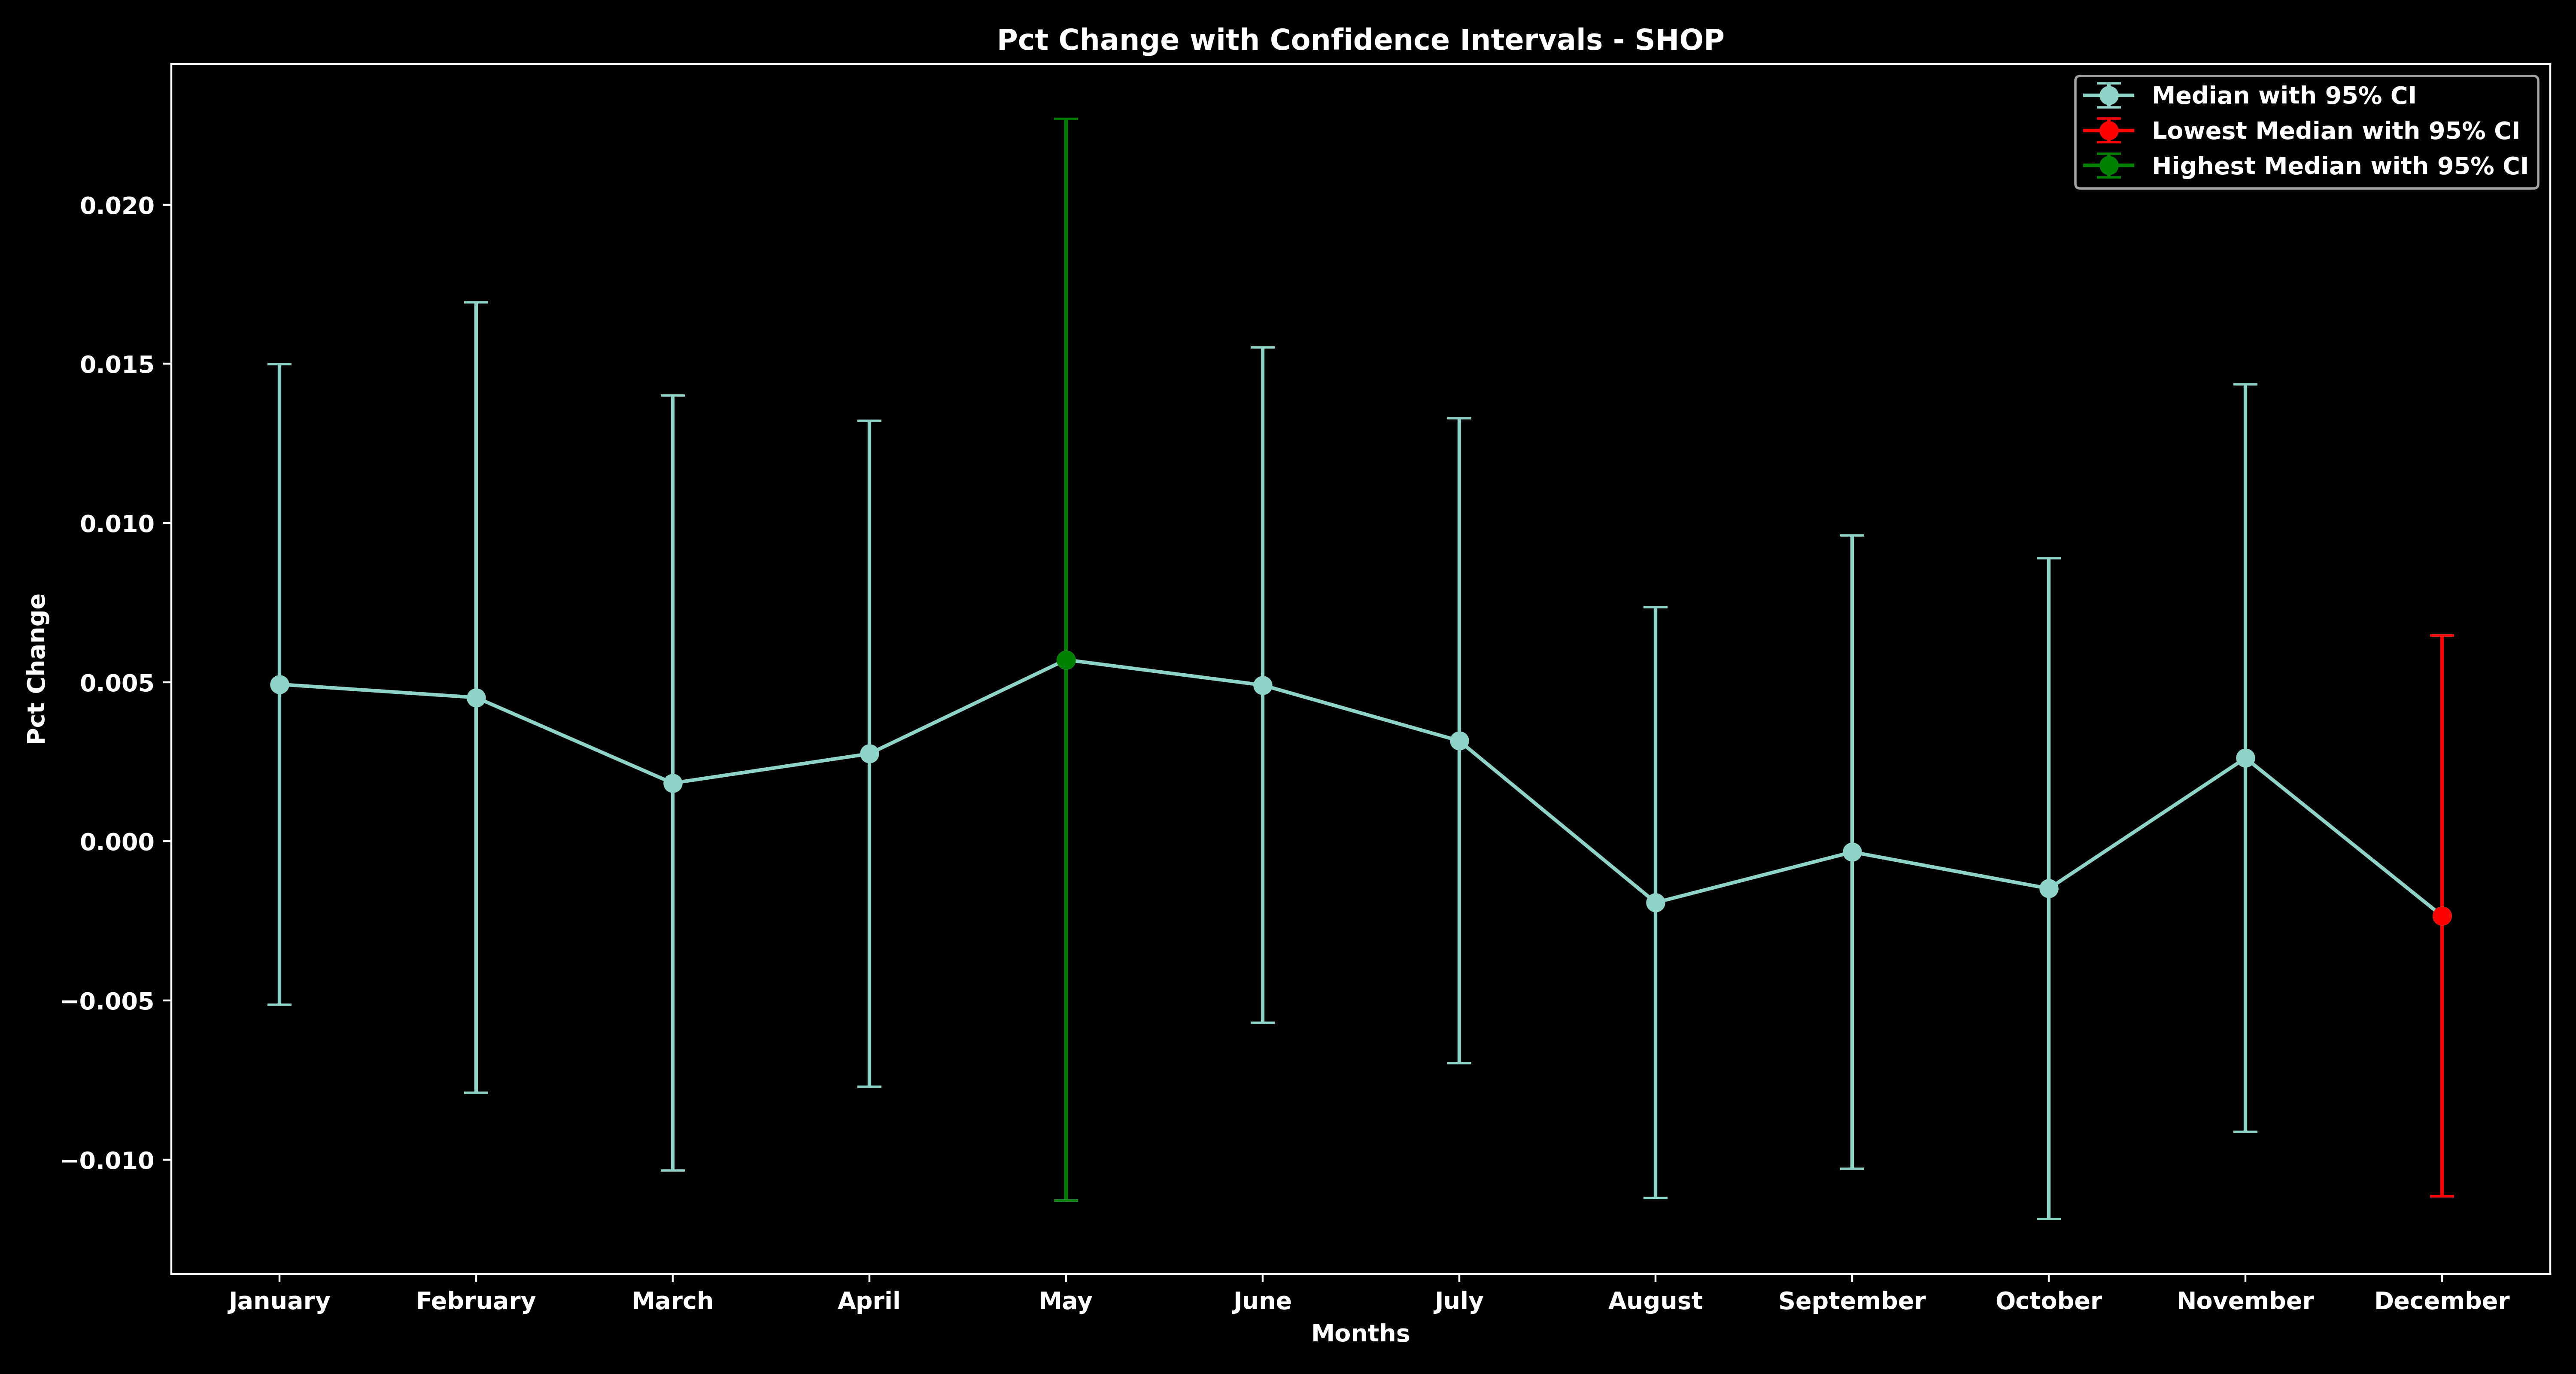 Pct Change with Confidence Intervals - SHOP
Median with 95% CI
Lowest Median with 95% CI
Highest Median with 95% CI
Pct Change
0.020
0.015
0.010
0.005
0.000
−0.005
−0.010
January February March April May June July August September October November December
Months